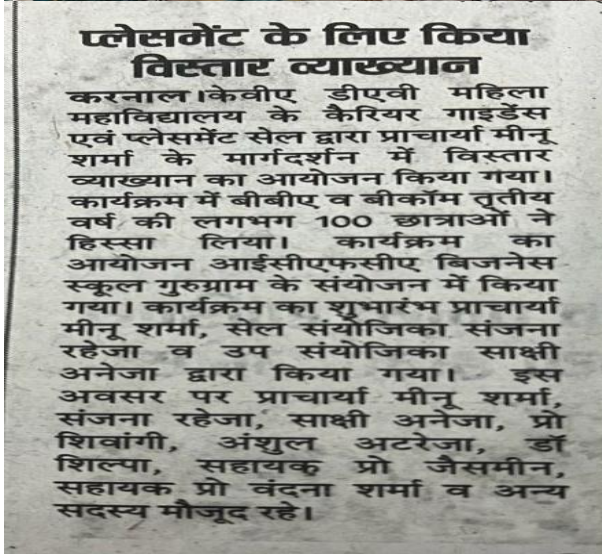 प्लेसमेंट के लिए किया
विस्तार व्याख्यान
करनाल।केवीए डीएवी महिला
महाविद्यालय के कैरियर गाइडेंस
एवं प्लेसमेंट सेल द्वारा प्राचार्या मीनू
शर्मा के मार्गदर्शन में विस्तार
व्याख्यान का आयोजन किया गया।
कार्यक्रम में बीबीए व बीकॉम तृतीय
वर्ष की लगभग 100 छात्राओं ने
हिस्सा लिया। कार्यक्रम का
आयोजन आईसीएफसीए बिजनेस
स्कूल गुरुग्राम के संयोजन में किया
गया। कार्यक्रम का शुभारंभ प्राचार्या
मीनू शर्मा, सेल संयोजिका संजना
रहेजा व उप संयोजिका साक्षी
अनेजा द्वारा किया गया। इस
अवसर पर प्राचार्या मीनू शर्मा,
संजना रहेजा, साक्षी अनेजा, प्रो
शिवांगी, अंशुल अटरेजा, डॉ
शिल्पा, सहायक प्रो जैसमीन,
सहायक प्रो वंदना शर्मा व अन्य
सदस्य मौजूद रहे।